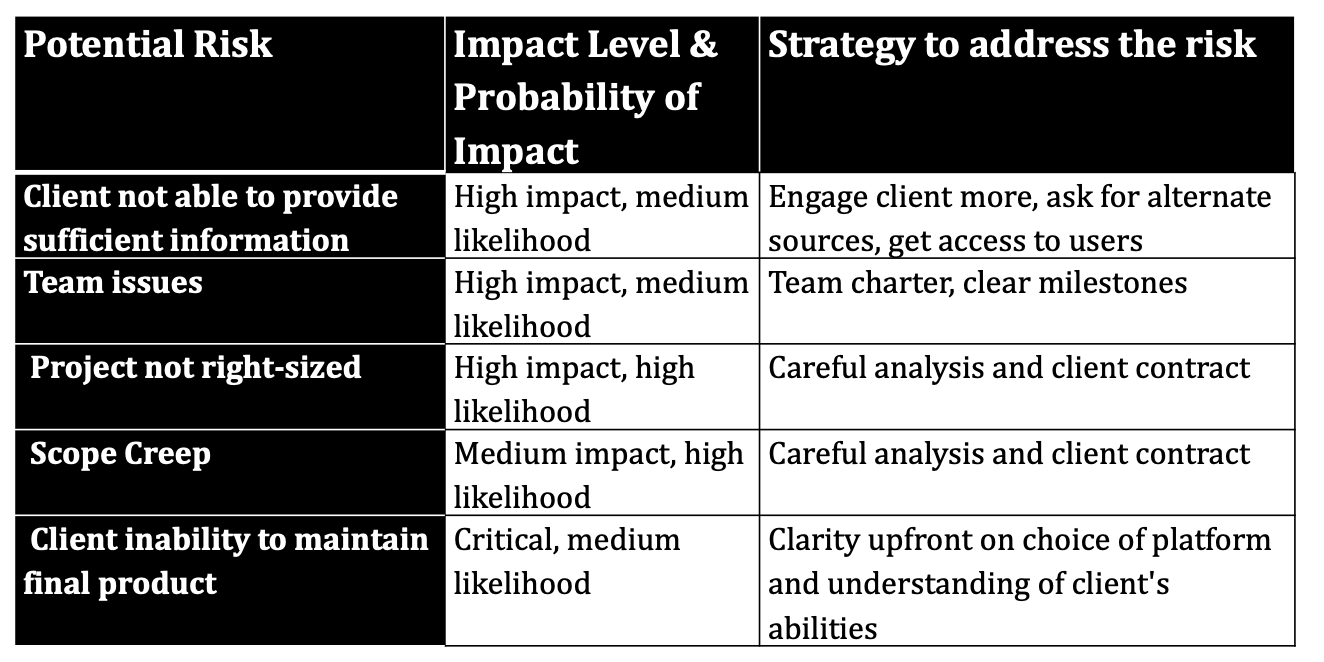 Potential Risk
Impact Level &
Probability of
Impact
Strategy to address the risk
Client not able to provide
sufficient information
High impact, medium
likelihood
Engage client more, ask for alternate
sources, get access to users
Team issues
High impact, medium
likelihood
Team charter, clear milestones
Project not right-sized
High impact, high
likelihood
Careful analysis and client contract
Scope Creep
Medium impact, high
likelihood
Careful analysis and client contract
Client inability to maintain
final product
Critical, medium
likelihood
Clarity upfront on choice of platform
and understanding of client's
abilities